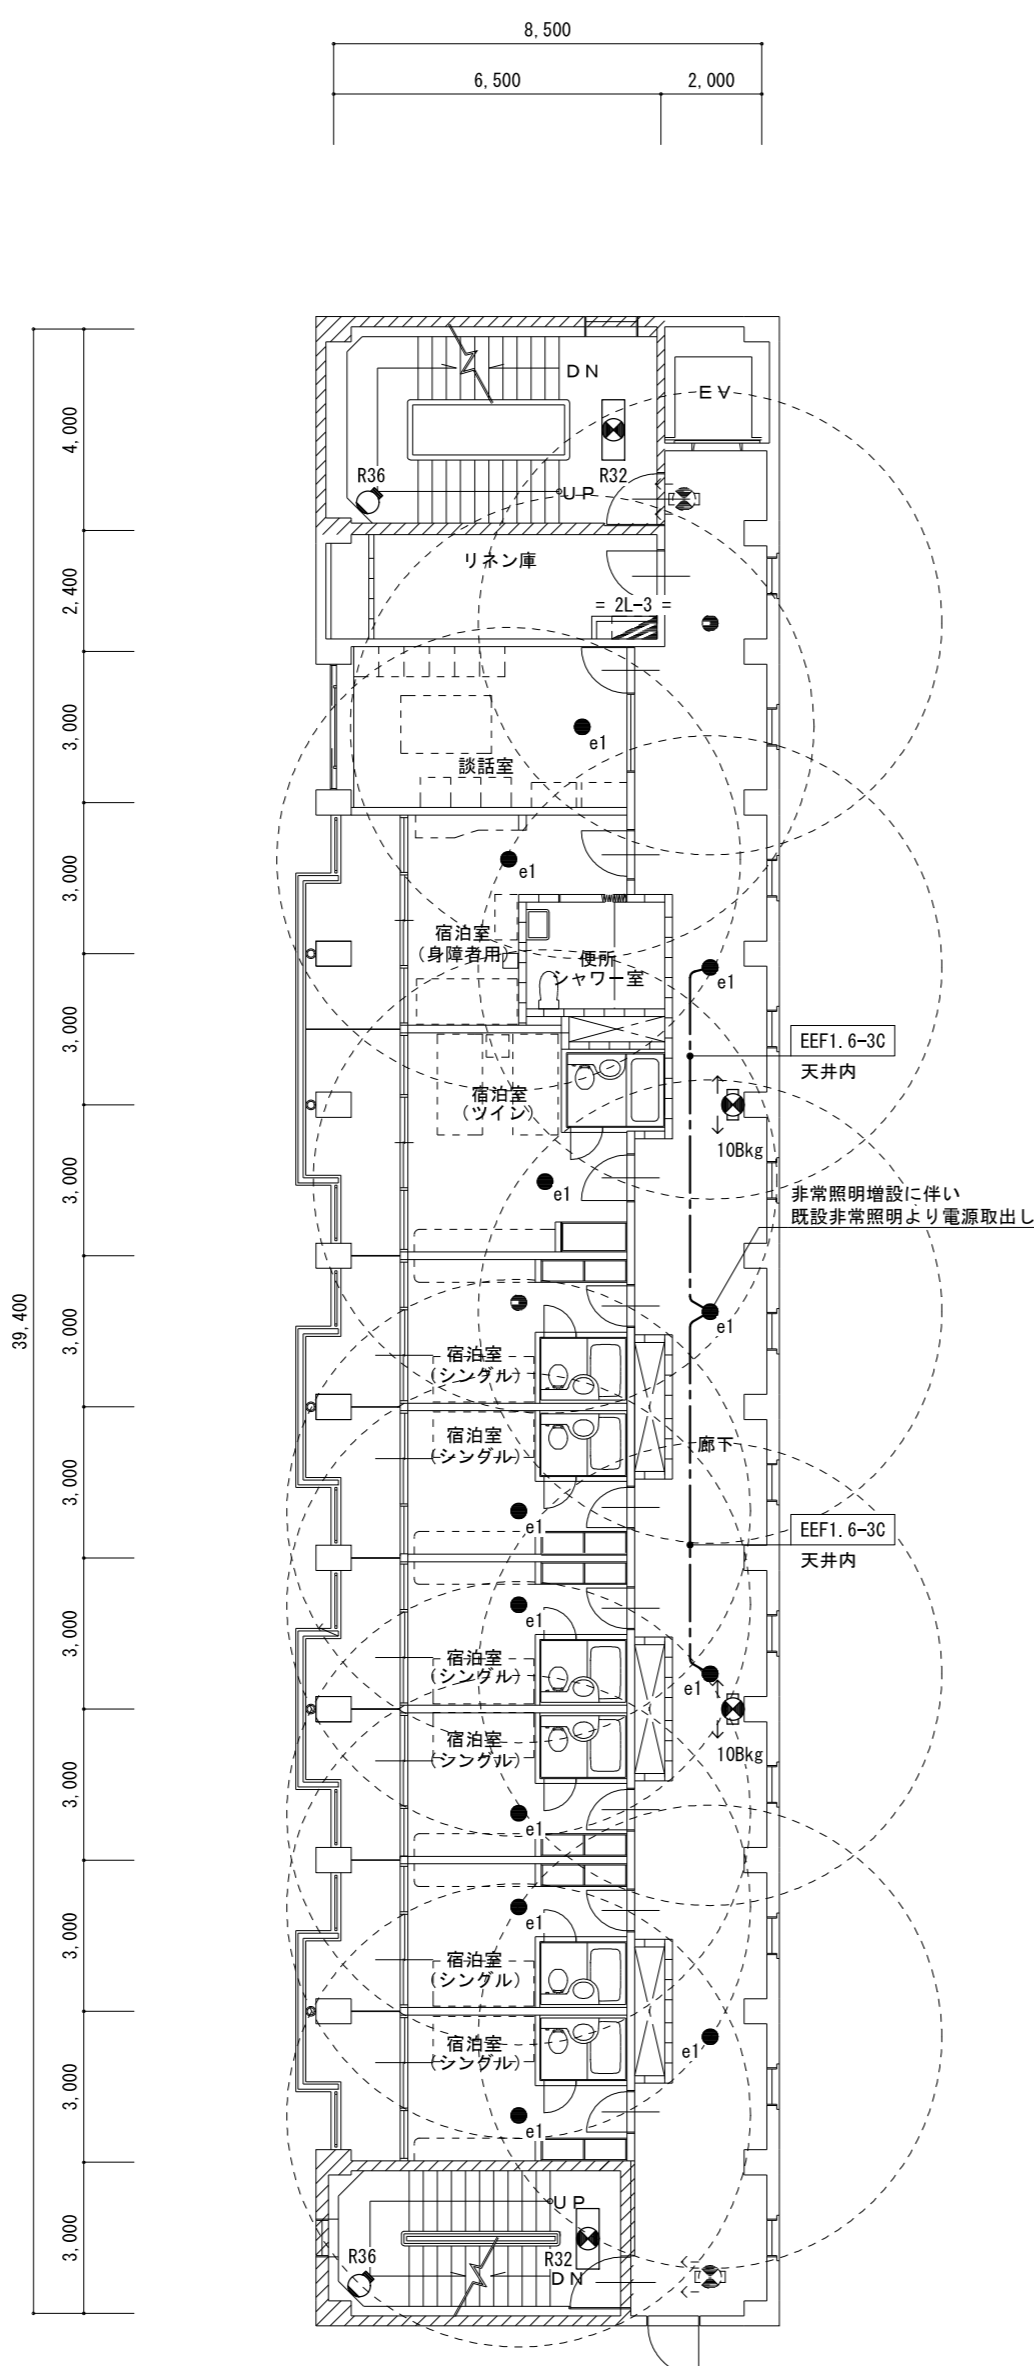 8,500
6,500
2,000
39,400
4,000
2,400
3,000
3,000
3,000
3,000
3,000
3,000
3,000
3,000
3,000
3,000
3,000
DN
EV
R36
R32
UP
リネン庫
= 2L-3 =
e1
談話室
e1
宿泊室
(身障者用)
便所
シャワー室
e1
EEF1.6-3C
天井内
宿泊室
(ツイン)
10Bkg
e1
非常照明増設に伴い
既設非常照明より電源取出し
e1
宿泊室
(シングル)
宿泊室
(シングル)
廊下
e1
EEF1.6-3C
天井内
e1
宿泊室
(シングル)
e1
宿泊室
(シングル)
10Bkg
e1
e1
宿泊室
(シングル)
宿泊室
(シングル)
e1
e1
UP
R36
R32
DN